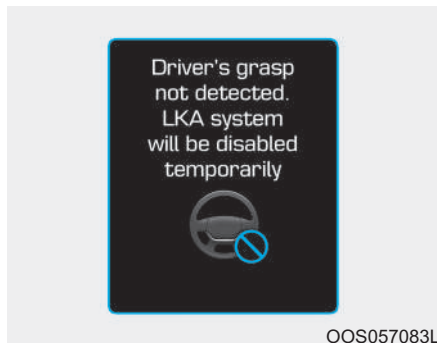 Driver's grasp
not detected.
LKA system
will be disabled
temporarily
OOS057083L